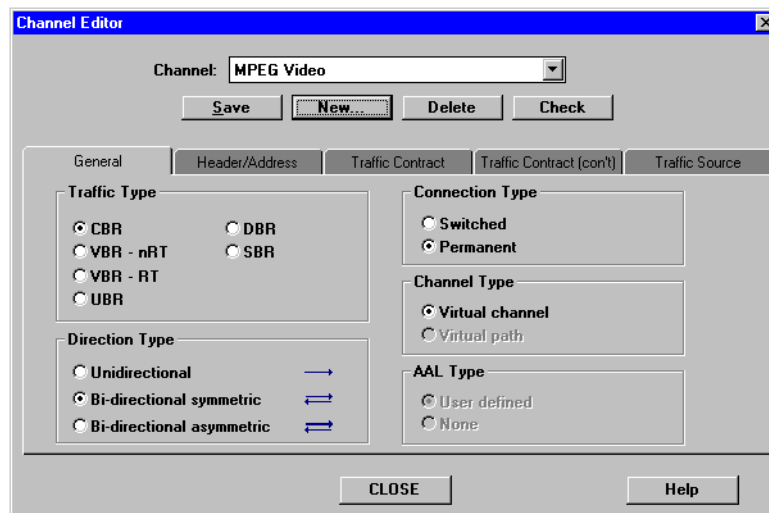 Channel Editor
Channel: MPEG Video
Save New... Delete Check
General Header/Address Traffic Contract Traffic Contract (con't) Traffic Source
Traffic Type
CBR DBR
VBR - nRT SBR
VBR - RT
UBR
Direction Type
Unidirectional
Bi-directional symmetric
Bi-directional asymmetric
Connection Type
Switched
Permanent
Channel Type
Virtual channel
Virtual path
AAL Type
User defined
None
CLOSE Help